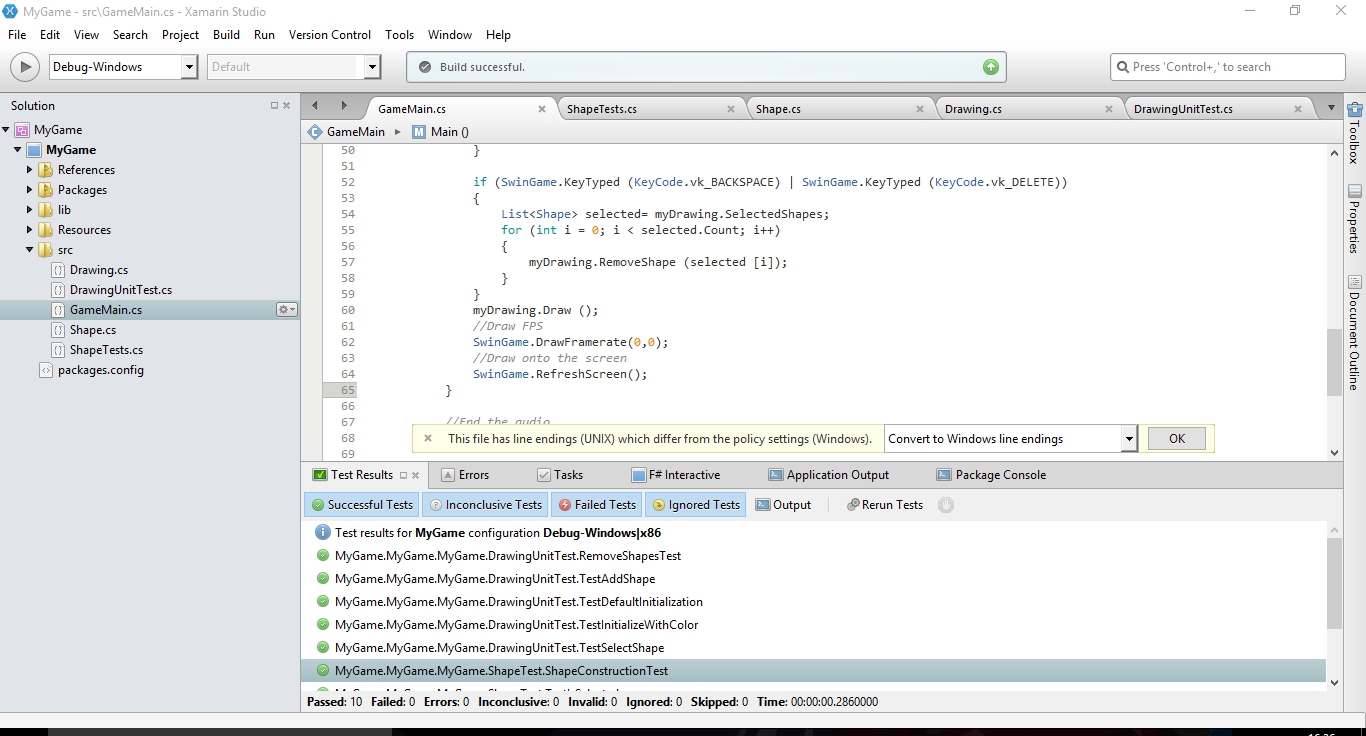 MyGame - src\GameMain.cs - Xamarin Studio
File Edit View Search Project Build Run Version Control Tools Window Help
Debug-Windows Default Build successful. Press 'Control+,' to search
Solution
MyGame
MyGame
References
Packages
lib
Resources
src
Drawing.cs
DrawingUnitTest.cs
GameMain.cs
Shape.cs
ShapeTests.cs
packages.config
GameMain.cs ShapeTests.cs Shape.cs Drawing.cs DrawingUnitTest.cs
GameMain Main ()
50 }
51
52 if (SwinGame.KeyTyped (KeyCode.vk_BACKSPACE) | SwinGame.KeyTyped (KeyCode.vk_DELETE))
53 {
54 List<Shape> selected= myDrawing.SelectedShapes;
55 for (int i = 0; i < selected.Count; i++)
56 {
57 myDrawing.RemoveShape (selected [i]);
58 }
59 }
60 myDrawing.Draw ();
61 //Draw FPS
62 SwinGame.DrawFramerate(0,0);
63 //Draw onto the screen
64 SwinGame.RefreshScreen();
65 }
66
67 //End the audio
68
69
This file has line endings (UNIX) which differ from the policy settings (Windows). Convert to Windows line endings OK
Toolbox
Properties
Document Outline
Test Results Errors Tasks F# Interactive Application Output Package Console
Successful Tests Inconclusive Tests Failed Tests Ignored Tests Output Rerun Tests
Test results for MyGame configuration Debug-Windows|x86
MyGame.MyGame.MyGame.DrawingUnitTest.RemoveShapesTest
MyGame.MyGame.MyGame.DrawingUnitTest.TestAddShape
MyGame.MyGame.MyGame.DrawingUnitTest.TestDefaultInitialization
MyGame.MyGame.MyGame.DrawingUnitTest.TestInitializeWithColor
MyGame.MyGame.MyGame.DrawingUnitTest.TestSelectShape
MyGame.MyGame.MyGame.ShapeTest.ShapeConstructionTest
Passed: 10 Failed: 0 Errors: 0 Inconclusive: 0 Invalid: 0 Ignored: 0 Skipped: 0 Time: 00:00:00.2860000